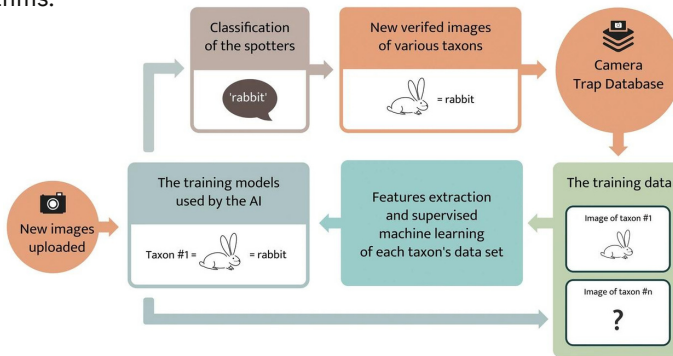 Classification
of the spotters
'rabbit'
New verifed images
of various taxons
= rabbit
Camera
Trap Database
New images
uploaded
The training models
used by the AI
Taxon #1 =
= rabbit
Features extraction
and supervised
machine learning
of each taxon's data set
The training data
Image of taxon #1
Image of taxon #n
?